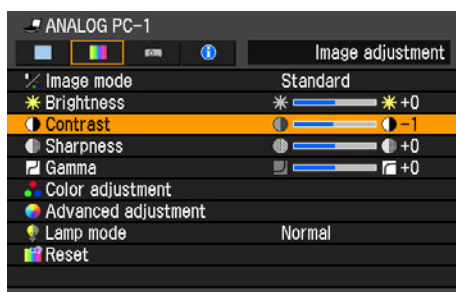 ANALOG PC-1
Image adjustment
Image mode Standard
Brightness +0
Contrast -1
Sharpness +0
Gamma +0
Color adjustment
Advanced adjustment
Lamp mode Normal
Reset